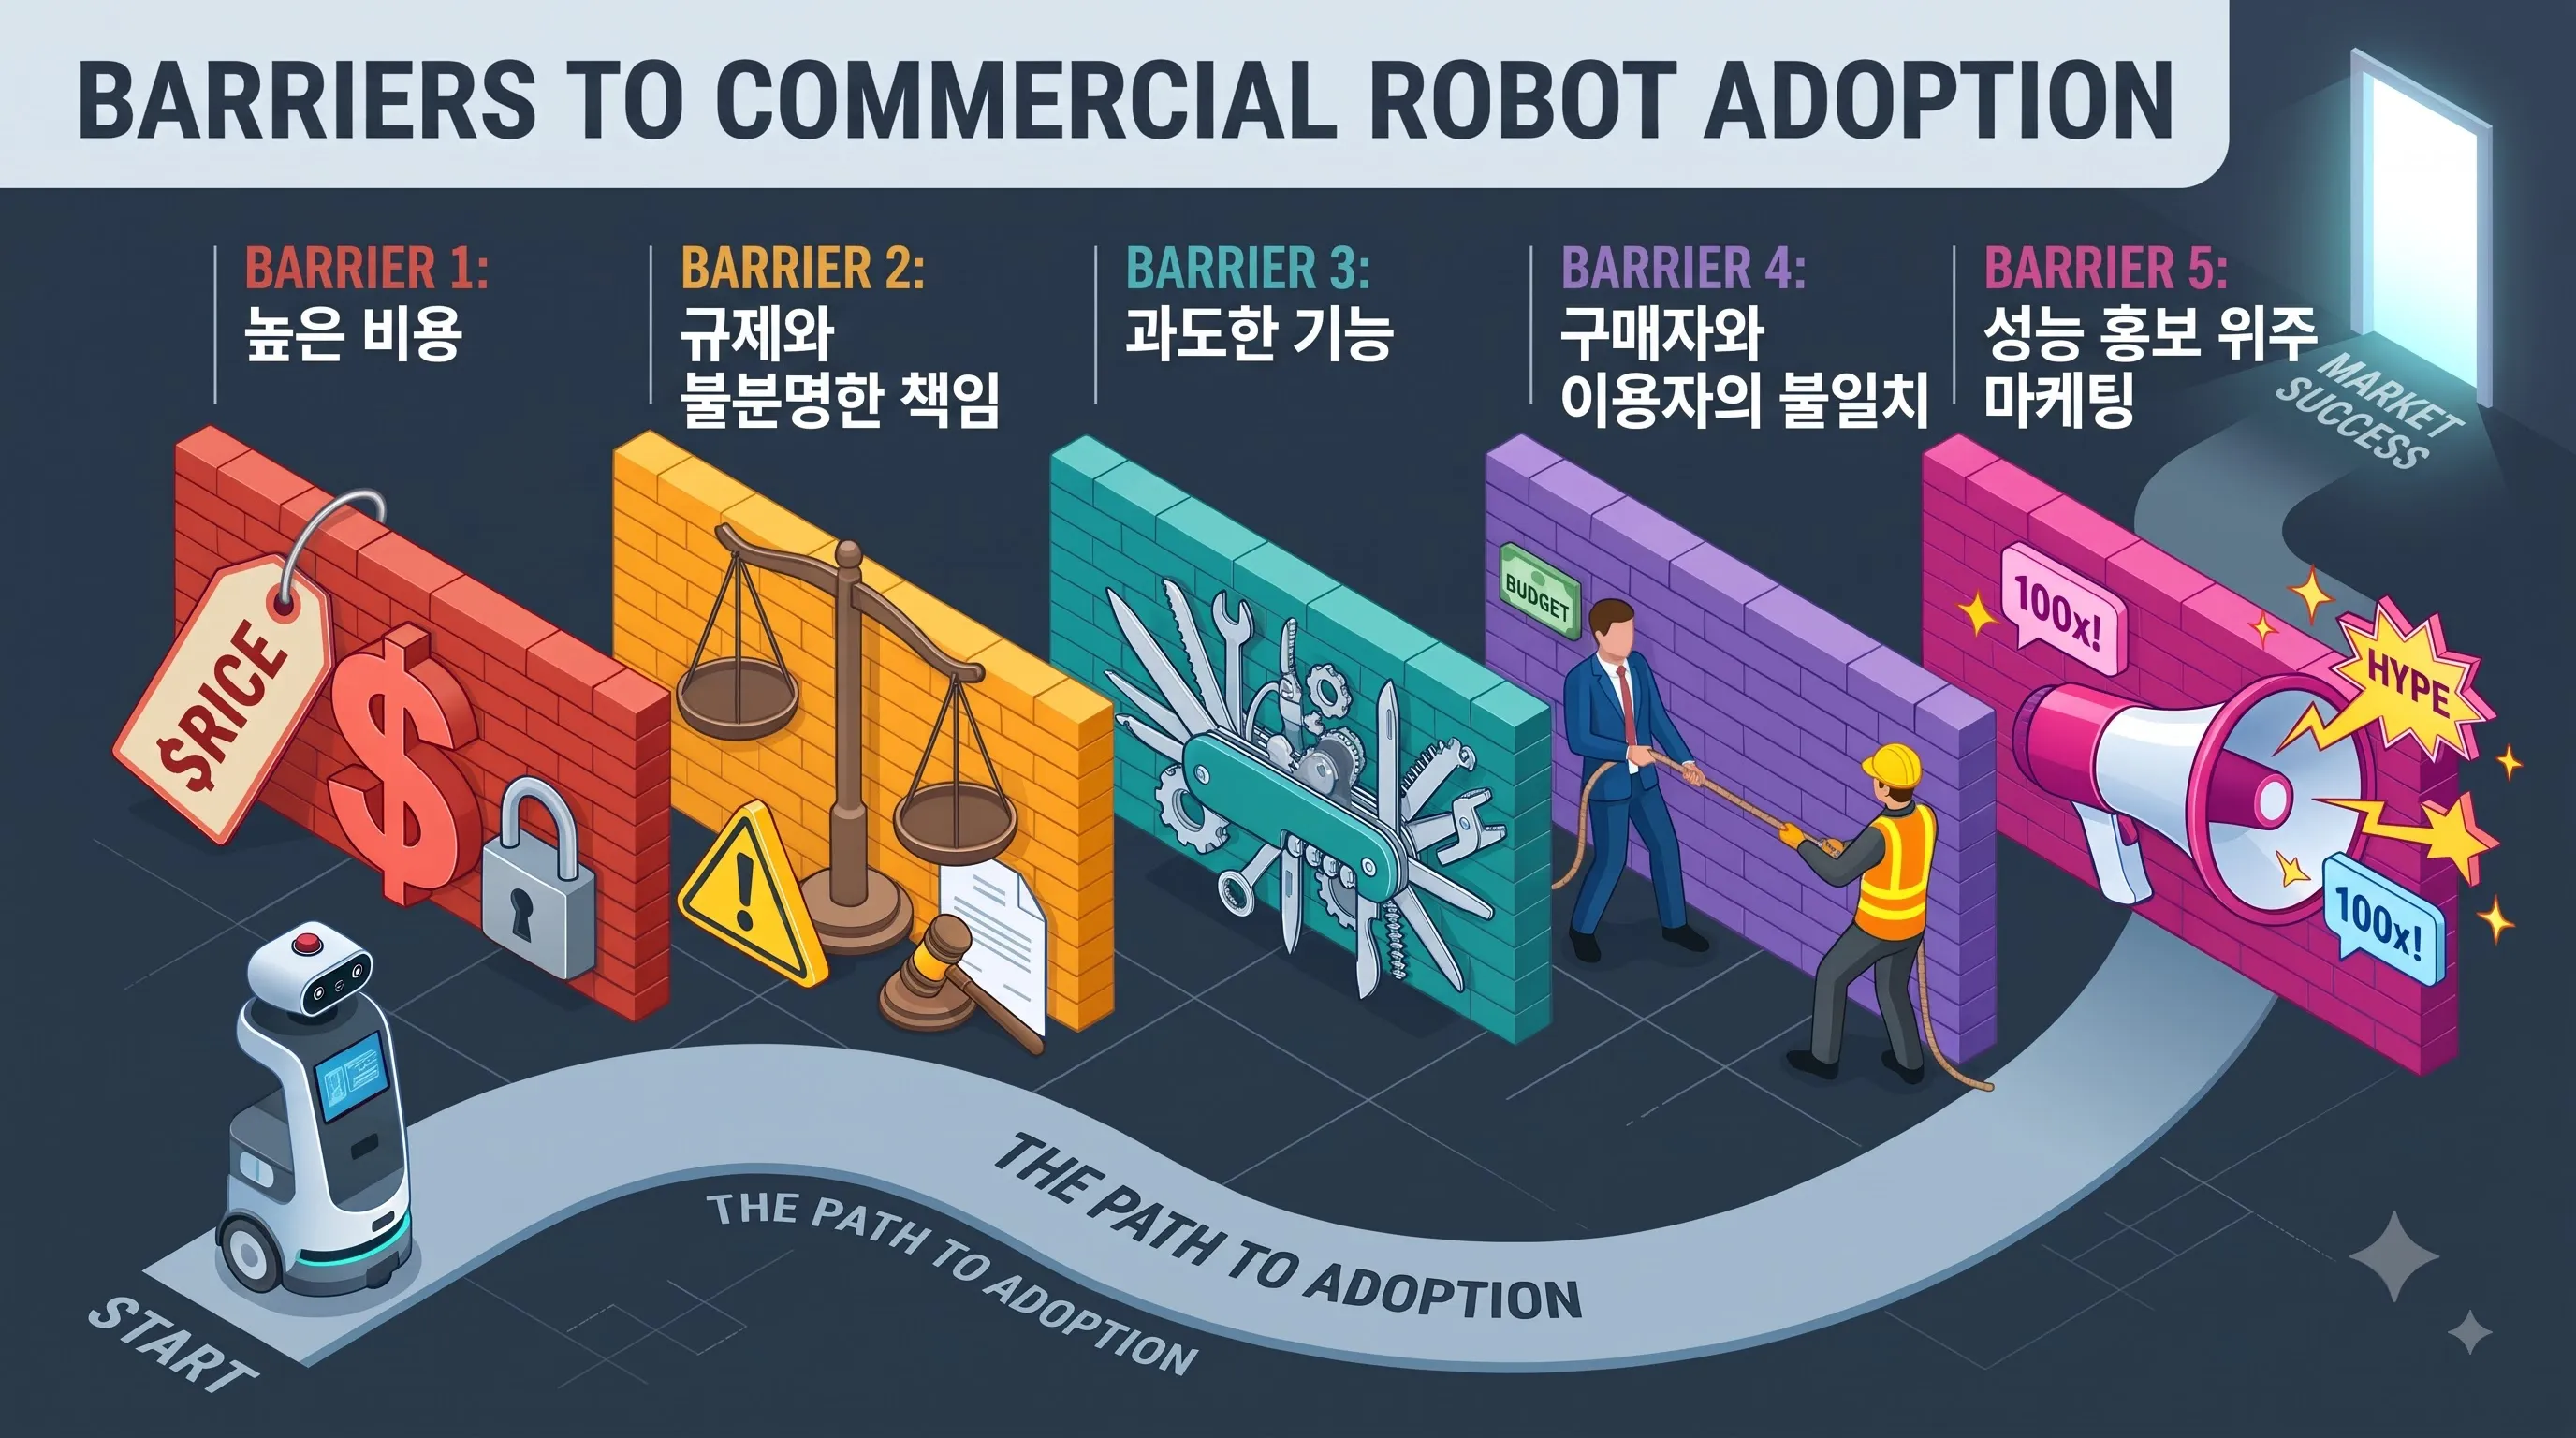 BARRIERS TO COMMERCIAL ROBOT ADOPTION
BARRIER 1:
높은 비용
BARRIER 2:
규제와
불분명한 책임
BARRIER 3:
과도한 기능
BARRIER 4:
구매자와
이용자의 불일치
BARRIER 5:
성능 홍보 위주
마케팅
MARKET
SUCCESS
$RICE
$
BUDGET
100x!
HYPE
100x!
THE PATH TO ADOPTION
THE PATH TO ADOPTION
START